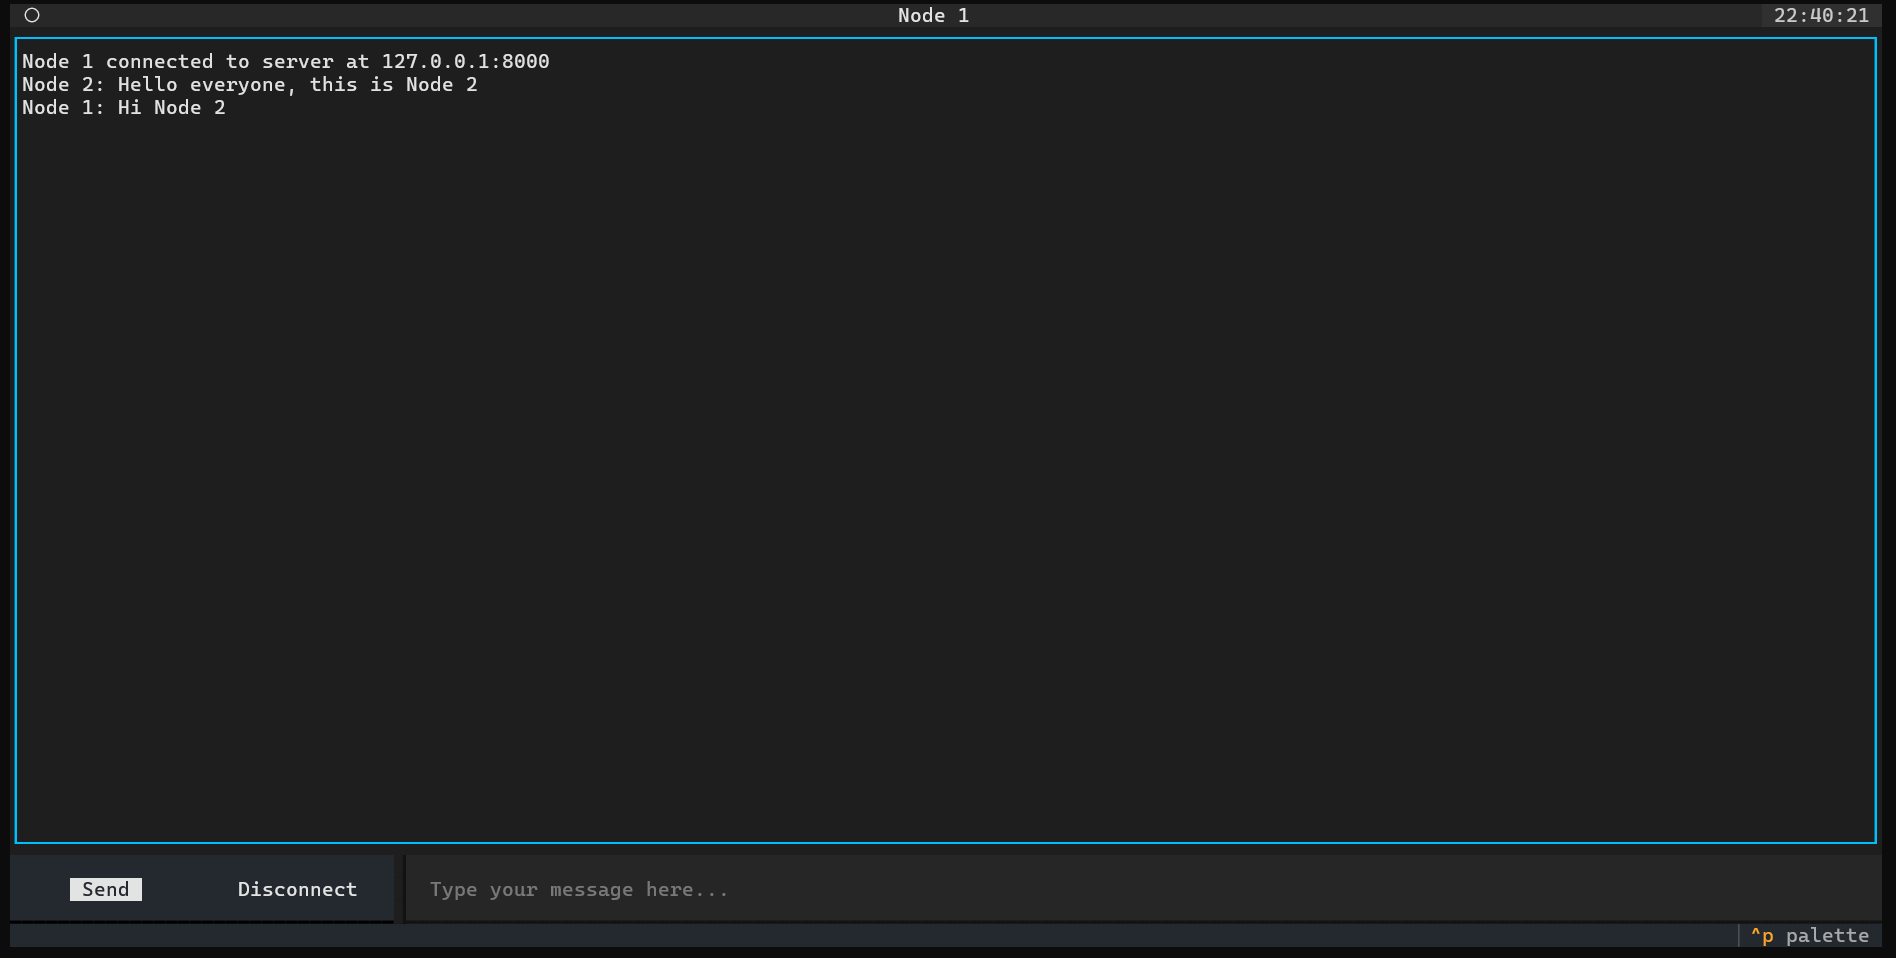 Node 1 22:40:21
Node 1 connected to server at 127.0.0.1:8000
Node 2: Hello everyone, this is Node 2
Node 1: Hi Node 2
Send Disconnect Type your message here...
^p palette